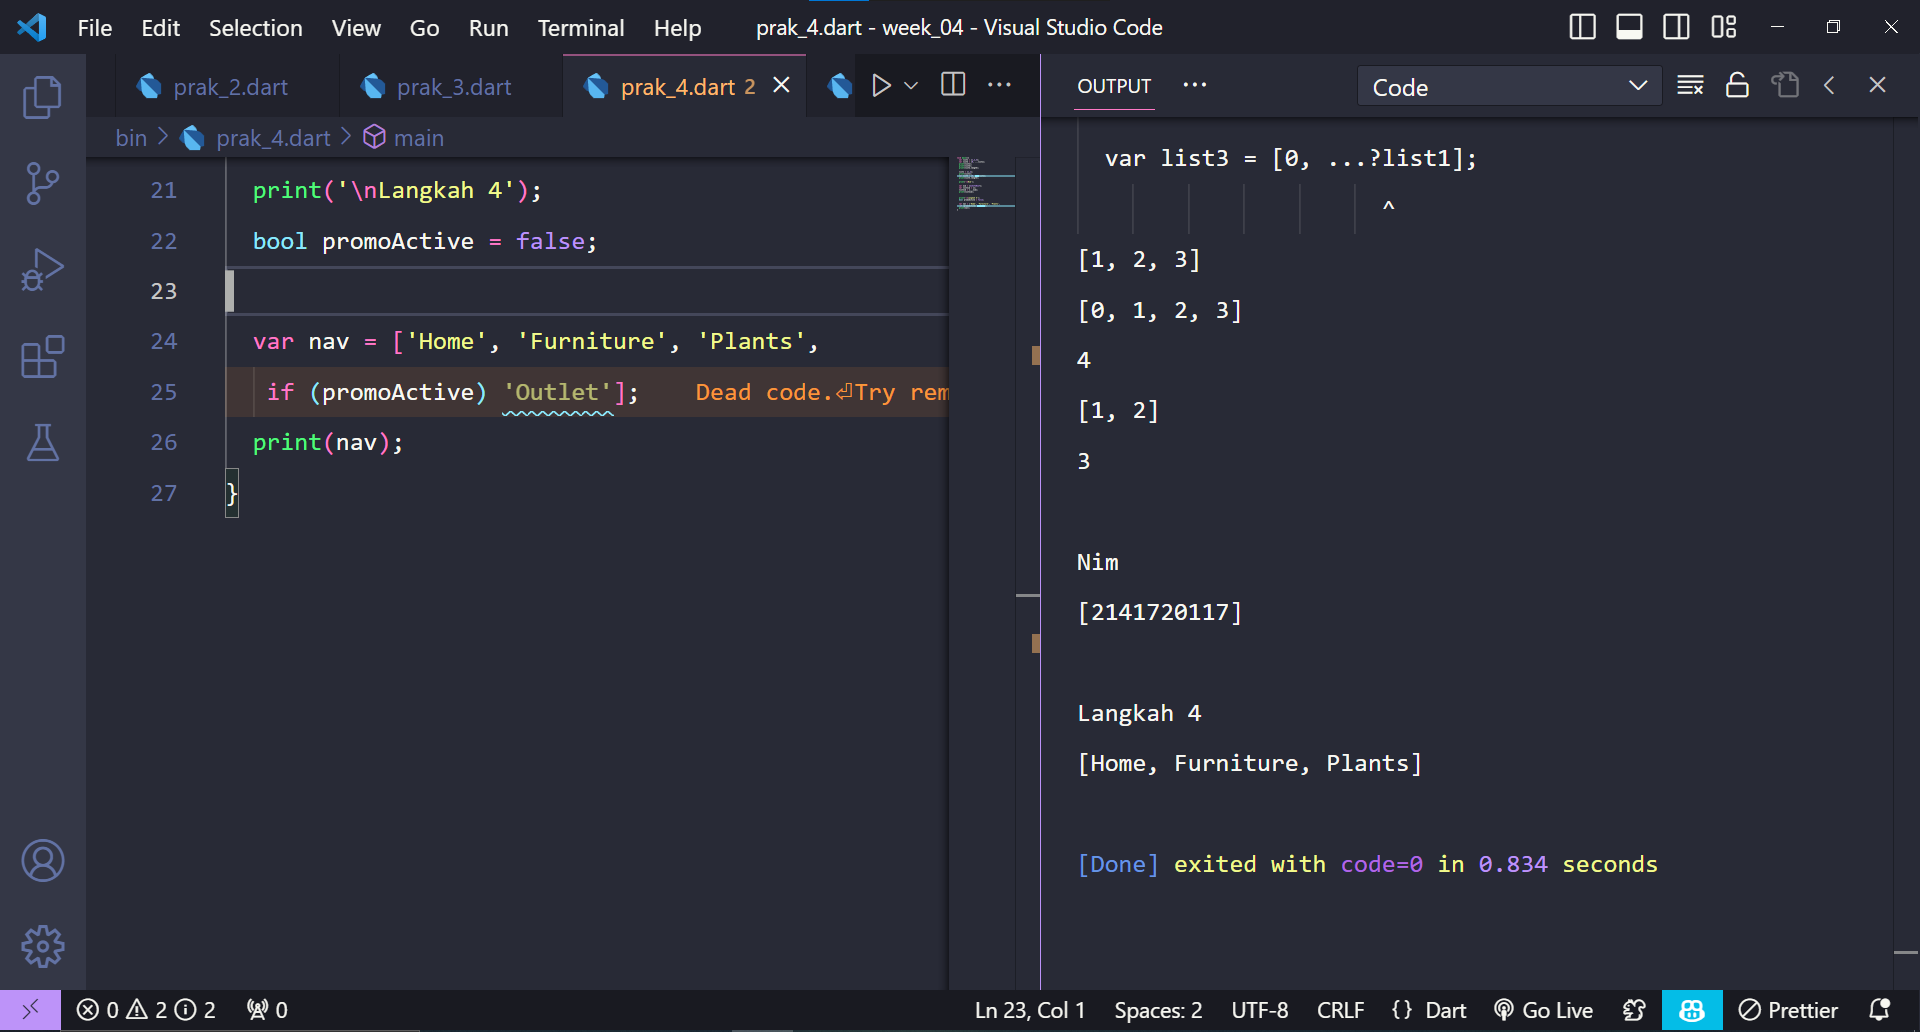 File Edit Selection View Go Run Terminal Help prak_4.dart - week_04 - Visual Studio Code
prak_2.dart prak_3.dart prak_4.dart 2
bin > prak_4.dart > main
21 print('\nLangkah 4');
22 bool promoActive = false;
23
24 var nav = ['Home', 'Furniture', 'Plants',
25 if (promoActive) 'Outlet']; Dead code.⏎Try rem
26 print(nav);
27 }
OUTPUT Code
var list3 = [0, ...?list1];
^
[1, 2, 3]
[0, 1, 2, 3]
4
[1, 2]
3
Nim
[2141720117]
Langkah 4
[Home, Furniture, Plants]
[Done] exited with code=0 in 0.834 seconds
0 2 2 0 Ln 23, Col 1 Spaces: 2 UTF-8 CRLF {} Dart Go Live Prettier